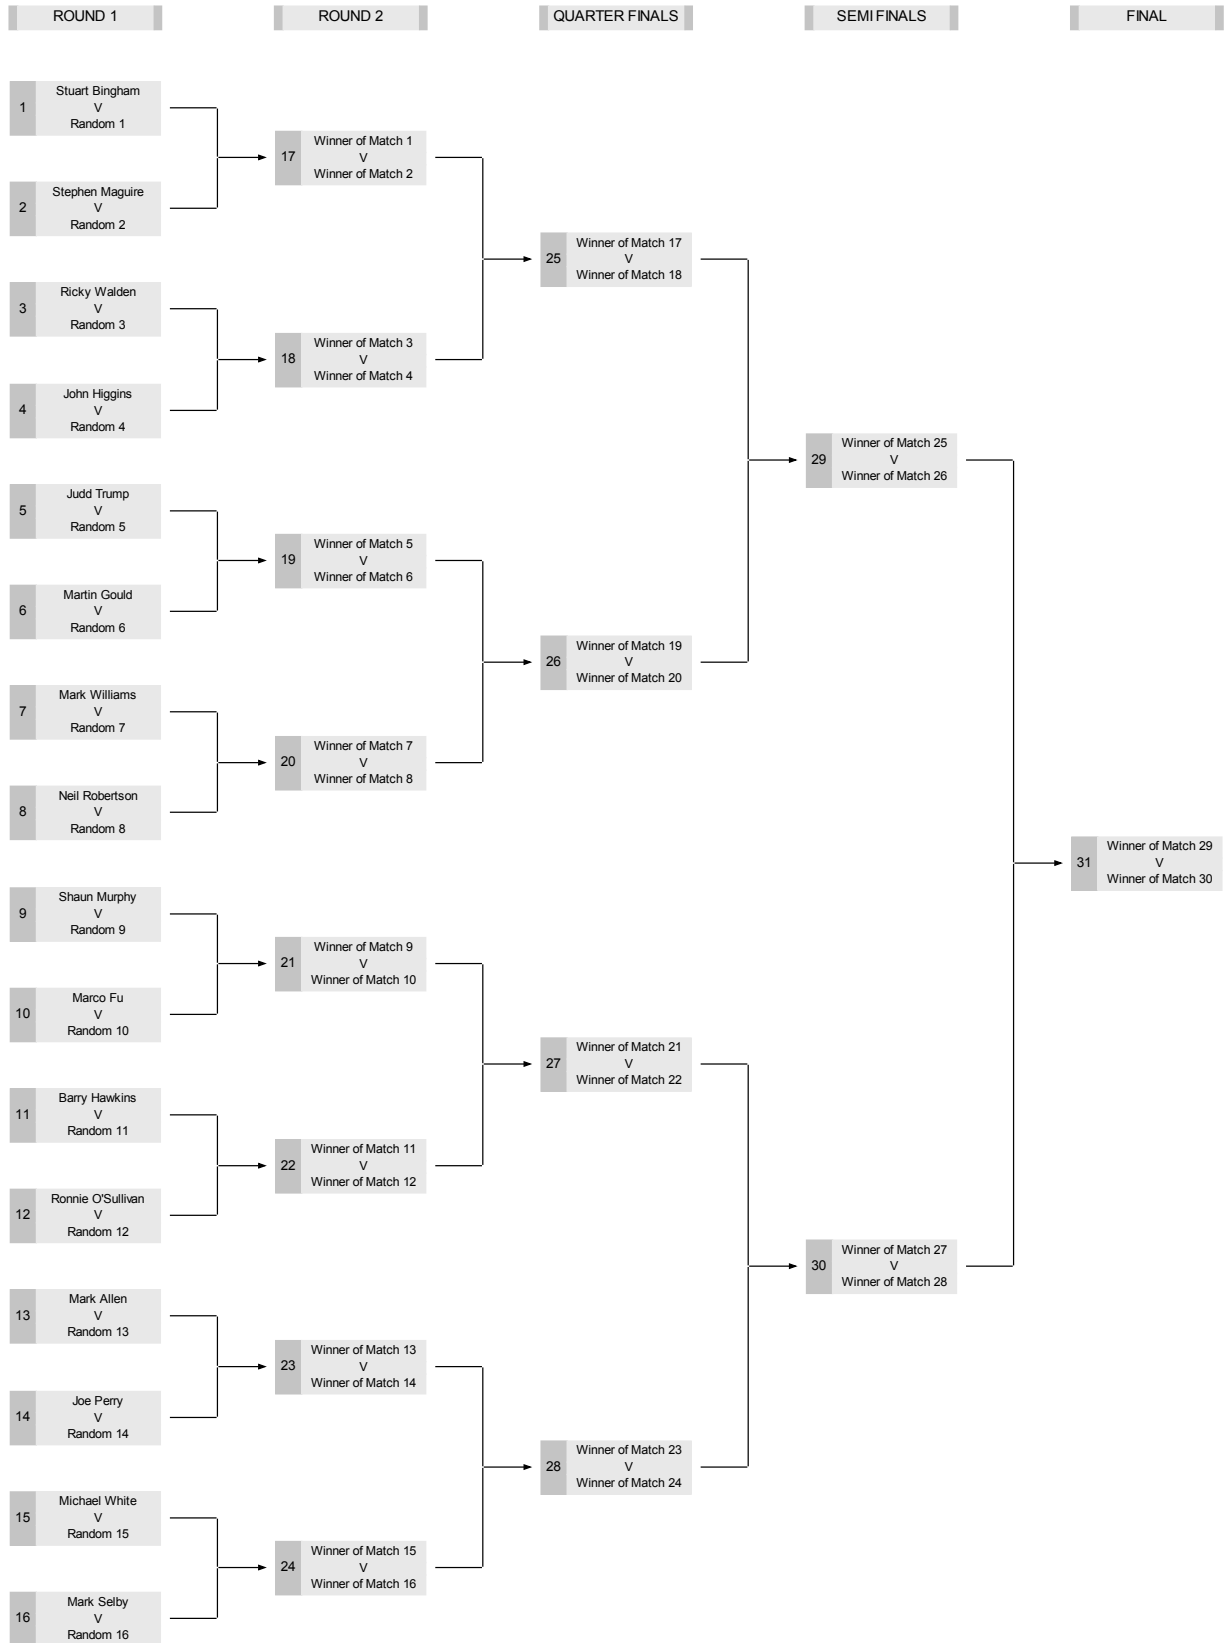 ROUND 1
ROUND 2
QUARTER FINALS
SEMI FINALS
FINAL
1
Stuart Bingham
V
Random 1
2
Stephen Maguire
V
Random 2
3
Ricky Walden
V
Random 3
4
John Higgins
V
Random 4
5
Judd Trump
V
Random 5
6
Martin Gould
V
Random 6
7
Mark Williams
V
Random 7
8
Neil Robertson
V
Random 8
9
Shaun Murphy
V
Random 9
10
Marco Fu
V
Random 10
11
Barry Hawkins
V
Random 11
12
Ronnie O'Sullivan
V
Random 12
13
Mark Allen
V
Random 13
14
Joe Perry
V
Random 14
15
Michael White
V
Random 15
16
Mark Selby
V
Random 16
17
Winner of Match 1
V
Winner of Match 2
18
Winner of Match 3
V
Winner of Match 4
19
Winner of Match 5
V
Winner of Match 6
20
Winner of Match 7
V
Winner of Match 8
21
Winner of Match 9
V
Winner of Match 10
22
Winner of Match 11
V
Winner of Match 12
23
Winner of Match 13
V
Winner of Match 14
24
Winner of Match 15
V
Winner of Match 16
25
Winner of Match 17
V
Winner of Match 18
26
Winner of Match 19
V
Winner of Match 20
27
Winner of Match 21
V
Winner of Match 22
28
Winner of Match 23
V
Winner of Match 24
29
Winner of Match 25
V
Winner of Match 26
30
Winner of Match 27
V
Winner of Match 28
31
Winner of Match 29
V
Winner of Match 30